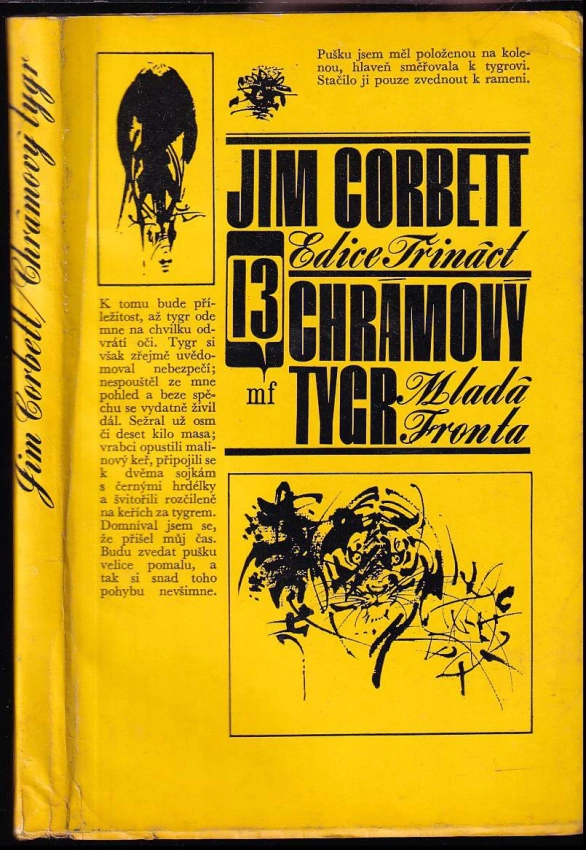 Jim Corbett / Chrámový tygr
Pušku jsem měl položenou na kole-
nou, hlaveň směřovala k tygrovi.
Stačilo ji pouze zvednout k rameni.
JIM CORBETT
Edice Třináct
13
CHRÁMOVÝ
TYGR
mf
Mladá
Fronta
K tomu bude pří-
ležitost, až tygr ode
mne na chvilku od-
vrátí oči. Tygr si
však zřejmě uvědo-
moval nebezpečí;
nespouštěl ze mne
pohled a beze spě-
chu se vydatně živil
dál. Sežral už osm
či deset kilo masa;
vrabci opustili mali-
nový keř, připojili se
k dvěma sojkám
s černými hrdélky
a švitořili rozčileně
na keřích za tygrem.
Domníval jsem se,
že přišel můj čas.
Budu zvedat pušku
velice pomalu, a
tak si snad toho
pohybu nevšimne.